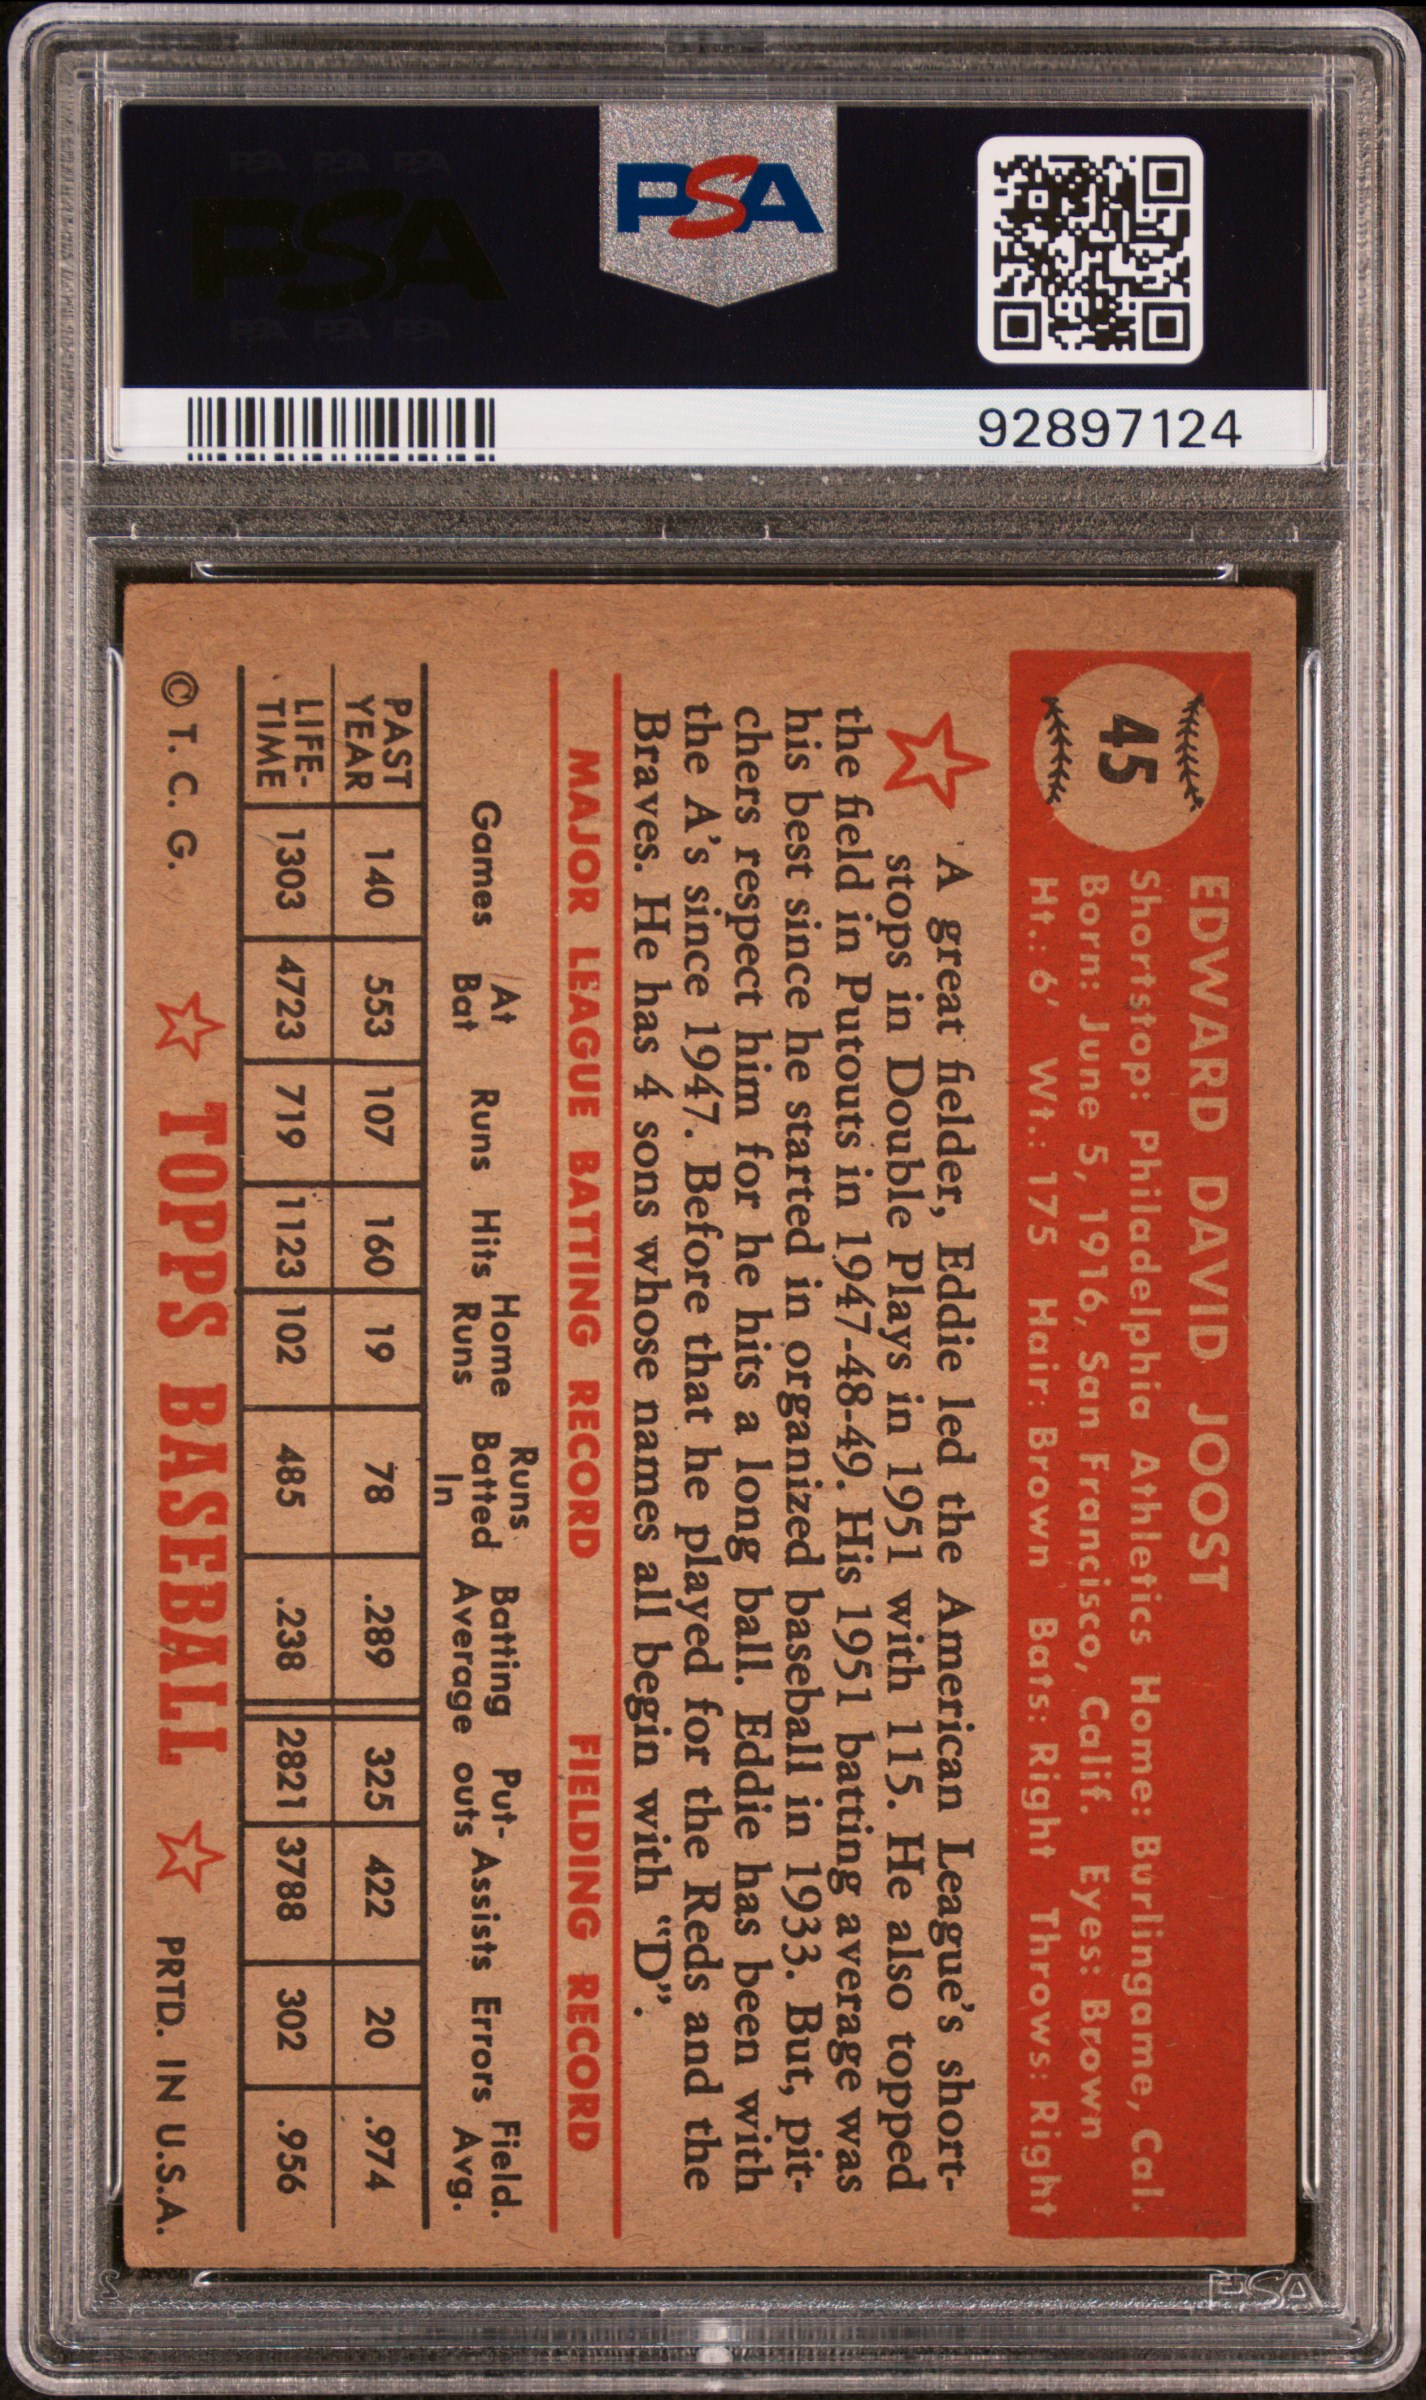 PSA
PSA PSA PSA
PSA
PSA PSA PSA
92897124
45
EDWARD DAVID JOOST
Shortstop: Philadelphia Athletics Home: Burlingame, Cal.
Born: June 5, 1916, San Francisco, Calif. Eyes: Brown
Ht.: 6' Wt.: 175 Hair: Brown Bats: Right Throws: Right
A great fielder, Eddie led the American League's short-
stops in Double Plays in 1951 with 115. He also topped
the field in Putouts in 1947-48-49. His 1951 batting average was
his best since he started in organized baseball in 1933. But, pit-
chers respect him for he hits a long ball. Eddie has been with
the A's since 1947. Before that he played for the Reds and the
Braves. He has 4 sons whose names all begin with "D".
MAJOR LEAGUE BATTING RECORD FIELDING RECORD
Games At Bat Runs Hits Home Runs Runs Batted In Batting Average Put-outs Assists Errors Field. Avg.
PAST YEAR 140 553 107 160 19 78 .289 325 422 20 .974
LIFE-TIME 1303 4723 719 1123 102 485 .238 2821 3788 302 .956
© T. C. G. TOPPS BASEBALL PRTD. IN U.S.A.
PSA